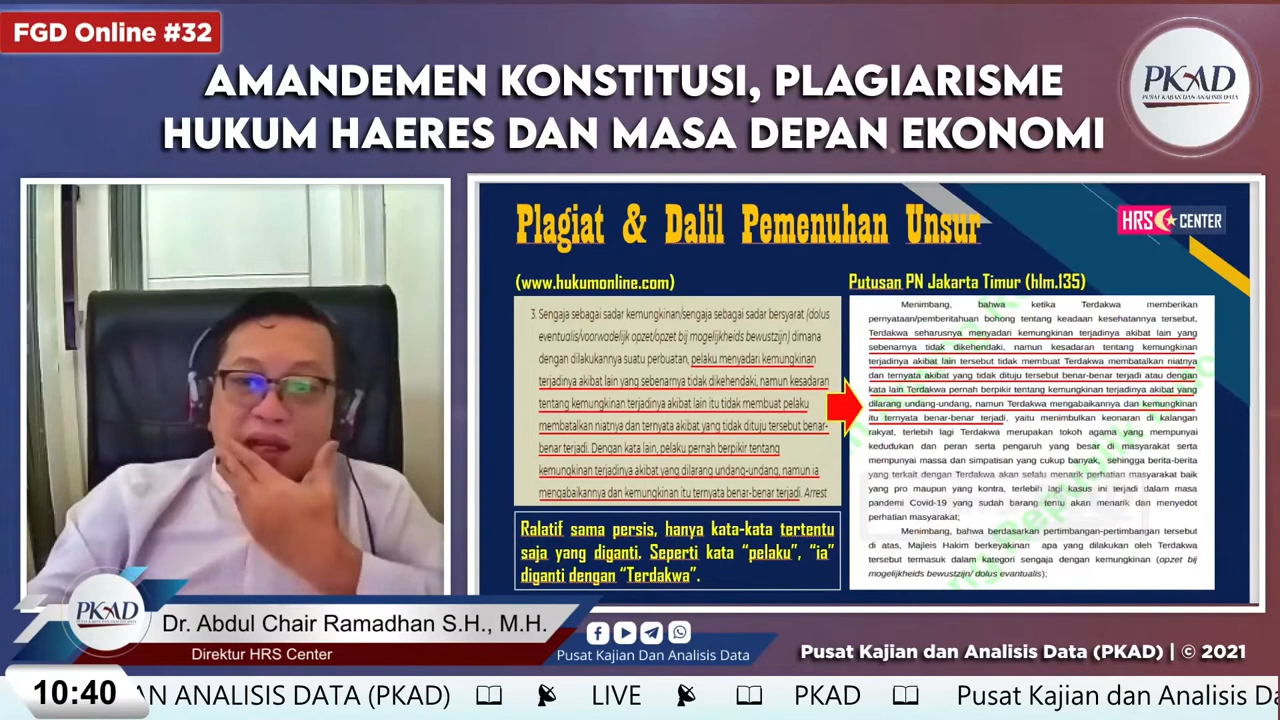 FGD Online #32
AMANDEMEN KONSTITUSI, PLAGIARISME
HUKUM HAERES DAN MASA DEPAN EKONOMI
PKAD
PUSAT KAJIAN DAN ANALISIS DATA
Plagiat & Dalil Pemenuhan Unsur
HRS CENTER
(www.hukumonline.com)
3. Sengaja sebagai sadar kemungkinan/sengaja sebagai sadar bersyarat (dolus
eventualis/voorwadelijk opzet/opzet bij mogelijkheids bewustzijn) dimana
dengan dilakukannya suatu perbuatan, pelaku menyadari kemungkinan
terjadinya akibat lain yang sebenarnya tidak dikehendaki, namun kesadaran
tentang kemungkinan terjadinya akibat lain itu tidak membuat pelaku
membatalkan niatnya dan ternyata akibat yang tidak dituju tersebut benar-
benar terjadi. Dengan kata lain, pelaku pernah berpikir tentang
kemungkinan terjadinya akibat yang dilarang undang-undang, namun ia
mengabaikannya dan kemungkinan itu ternyata benar-benar terjadi. Arrest
Ralatif sama persis, hanya kata-kata tertentu
saja yang diganti. Seperti kata “pelaku”, “ia”
diganti dengan “Terdakwa”.
Putusan PN Jakarta Timur (hlm.135)
Menimbang, bahwa ketika Terdakwa memberikan
pernyataan/pemberitahuan bohong tentang keadaan kesehatannya tersebut,
Terdakwa seharusnya menyadari kemungkinan terjadinya akibat lain yang
sebenarnya tidak dikehendaki, namun kesadaran tentang kemungkinan
terjadinya akibat lain tersebut tidak membuat Terdakwa membatalkan niatnya
dan ternyata akibat yang tidak dituju tersebut benar-benar terjadi atau dengan
kata lain Terdakwa pernah berpikir tentang kemungkinan terjadinya akibat yang
dilarang undang-undang, namun Terdakwa mengabaikannya dan kemungkinan
itu ternyata benar-benar terjadi, yaitu menimbulkan keonaran di kalangan
rakyat, terlebih lagi Terdakwa merupakan tokoh agama yang mempunyai
kedudukan dan peran serta pengaruh yang besar di masyarakat serta
mempunyai massa dan simpatisan yang cukup banyak, sehingga berita-berita
yang terkait dengan Terdakwa akan selalu menarik perhatian masyarakat baik
yang pro maupun yang kontra, terlebih lagi kasus ini terjadi dalam masa
pandemi Covid-19 yang sudah barang tentu akan menarik dan menyedot
perhatian masyarakat;
Menimbang, bahwa berdasarkan pertimbangan-pertimbangan tersebut
di atas, Majleis Hakim berkeyakinan apa yang dilakukan oleh Terdakwa
tersebut termasuk dalam kategori sengaja dengan kemungkinan (opzet bij
mogelijkheids bewustzijn/ dolus evantualis);
PKAD
Dr. Abdul Chair Ramadhan S.H., M.H.
Direktur HRS Center
Pusat Kajian Dan Analisis Data
Pusat Kajian dan Analisis Data (PKAD) | © 2021
10:40
AN ANALISIS DATA (PKAD) LIVE PKAD Pusat Kajian dan Analisis Da